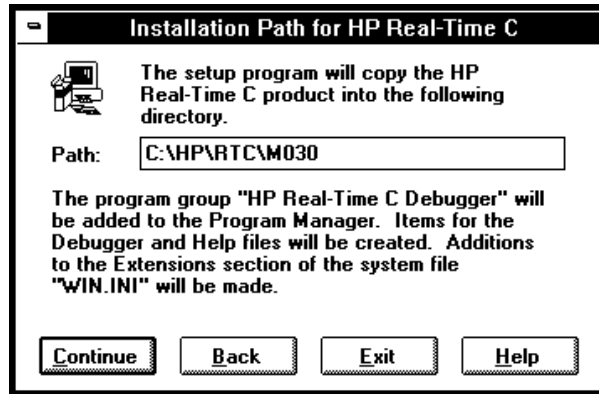 Installation Path for HP Real-Time C
The setup program will copy the HP
Real-Time C product into the following
directory.
Path: C:\HP\RTC\M030
The program group "HP Real-Time C Debugger" will
be added to the Program Manager. Items for the
Debugger and Help files will be created. Additions
to the Extensions section of the system file
"WIN.INI" will be made.
Continue Back Exit Help